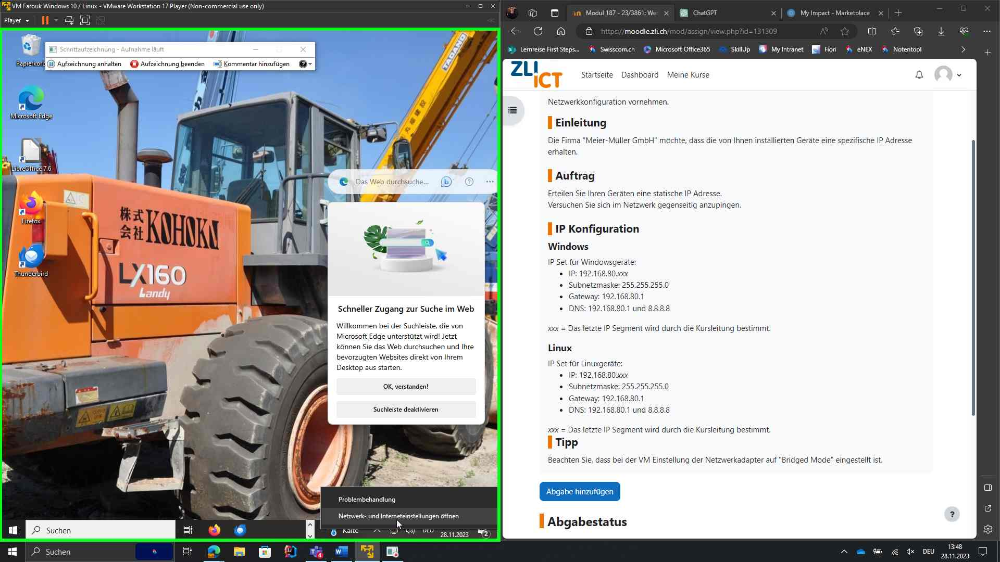 VM Farouk Windows 10 / Linux - VMware Workstation 17 Player (Non-commercial use only)
Player
Papierkorb
Schrittaufzeichnung - Aufnahme läuft
Aufzeichnung anhalten
Aufzeichnung beenden
Kommentar hinzufügen
TADANO
Microsoft Edge
LibreOffice 7.6
Firefox
Thunderbird
株式会社 KOHOKU
LX160
Landy
Das Web durchsuche...
Schneller Zugang zur Suche im Web
Willkommen bei der Suchleiste, die von
Microsoft Edge unterstützt wird! Jetzt
können Sie das Web durchsuchen und Ihre
bevorzugten Websites direkt von Ihrem
Desktop aus starten.
OK, verstanden!
Suchleiste deaktivieren
Problembehandlung
Netzwerk- und Interneteinstellungen öffnen
Suchen
Kälte
DEU
28.11.2023
2
Modul 187 - 23/3861: Wer
ChatGPT
My Impact - Marketplace
https://moodle.zli.ch/mod/assign/view.php?id=131309
Lernreise First Steps...
Swisscom.ch
Microsoft Office365
SkillUp
My Intranet
Fiori
eNEX
Notentool
ZLI ICT
Startseite
Dashboard
Meine Kurse
Netzwerkkonfiguration vornehmen.
Einleitung
Die Firma "Meier-Müller GmbH" möchte, dass die von Ihnen installierten Geräte eine spezifische IP Adresse
erhalten.
Auftrag
Erteilen Sie Ihren Geräten eine statische IP Adresse.
Versuchen Sie sich im Netzwerk gegenseitig anzupingen.
IP Konfiguration
Windows
IP Set für Windowsgeräte:
• IP: 192.168.80.xxx
• Subnetzmaske: 255.255.255.0
• Gateway: 192.168.80.1
• DNS: 192.168.80.1 und 8.8.8.8
xxx = Das letzte IP Segment wird durch die Kursleitung bestimmt.
Linux
IP Set für Linuxgeräte:
• IP: 192.168.80.xxx
• Subnetzmaske: 255.255.255.0
• Gateway: 192.168.80.1
• DNS: 192.168.80.1 und 8.8.8.8
xxx = Das letzte IP Segment wird durch die Kursleitung bestimmt.
Tipp
Beachten Sie, dass bei der VM Einstellung der Netzwerkadapter auf "Bridged Mode" eingestellt ist.
Abgabe hinzufügen
?
Abgabestatus
Suchen
4
DEU
13:48
28.11.2023